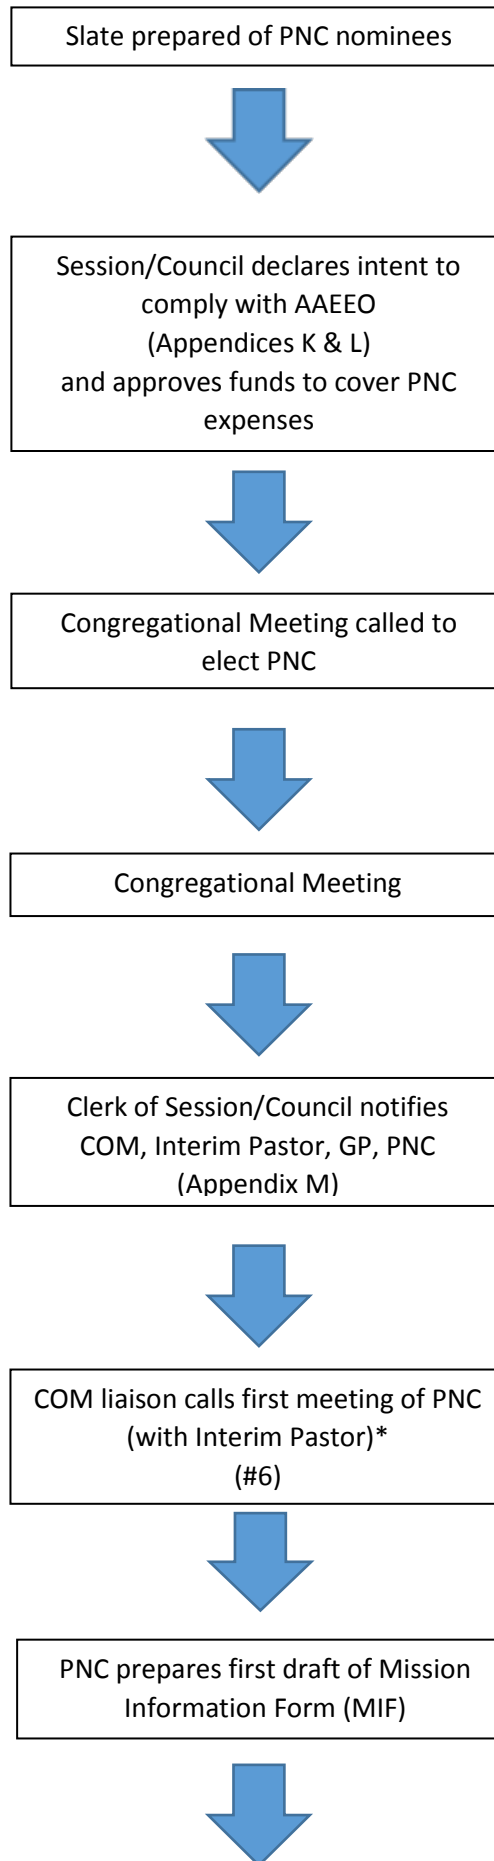 Slate prepared of PNC nominees
Session/Council declares intent to
comply with AAEEO
(Appendices K & L)
and approves funds to cover PNC
expenses
Congregational Meeting called to
elect PNC
Congregational Meeting
Clerk of Session/Council notifies
COM, Interim Pastor, GP, PNC
(Appendix M)
COM liaison calls first meeting of PNC
(with Interim Pastor)*
(#6)
PNC prepares first draft of Mission
Information Form (MIF)